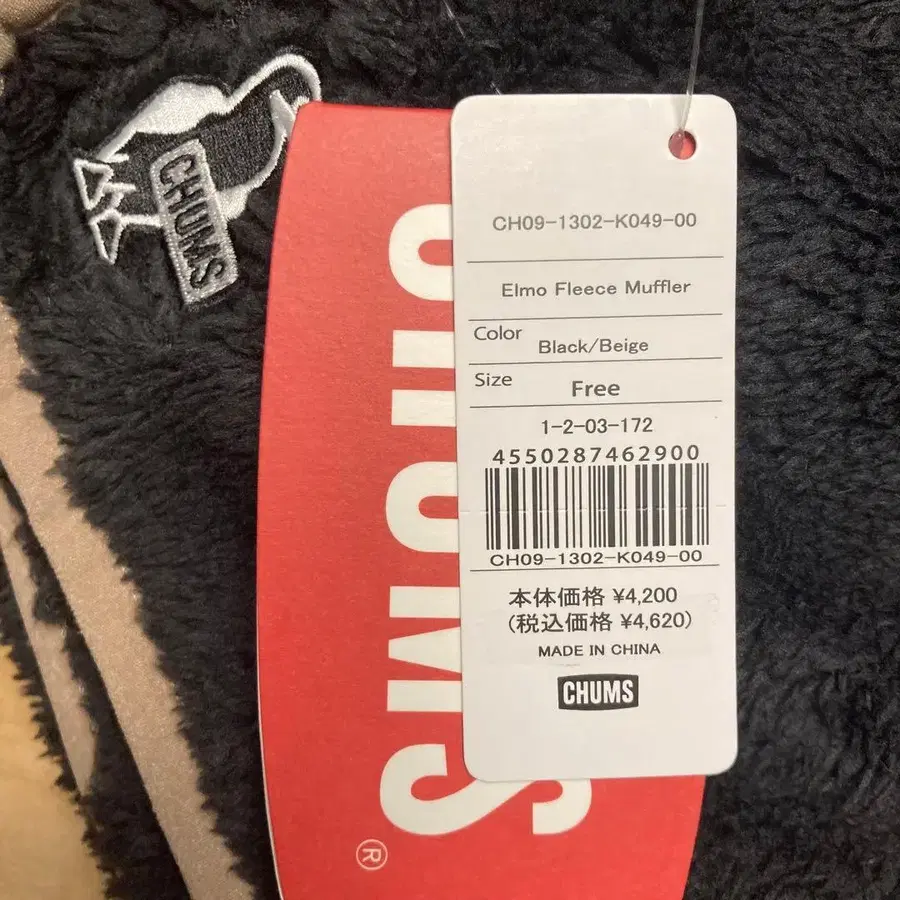 CHUMS
CHUMS
®
CH09-1302-K049-00
Elmo Fleece Muffler
Color
Black/Beige
Size
Free
1-2-03-172
4550287462900
CH09-1302-K049-00
本体価格 ¥4,200
(税込価格 ¥4,620)
MADE IN CHINA
CHUMS